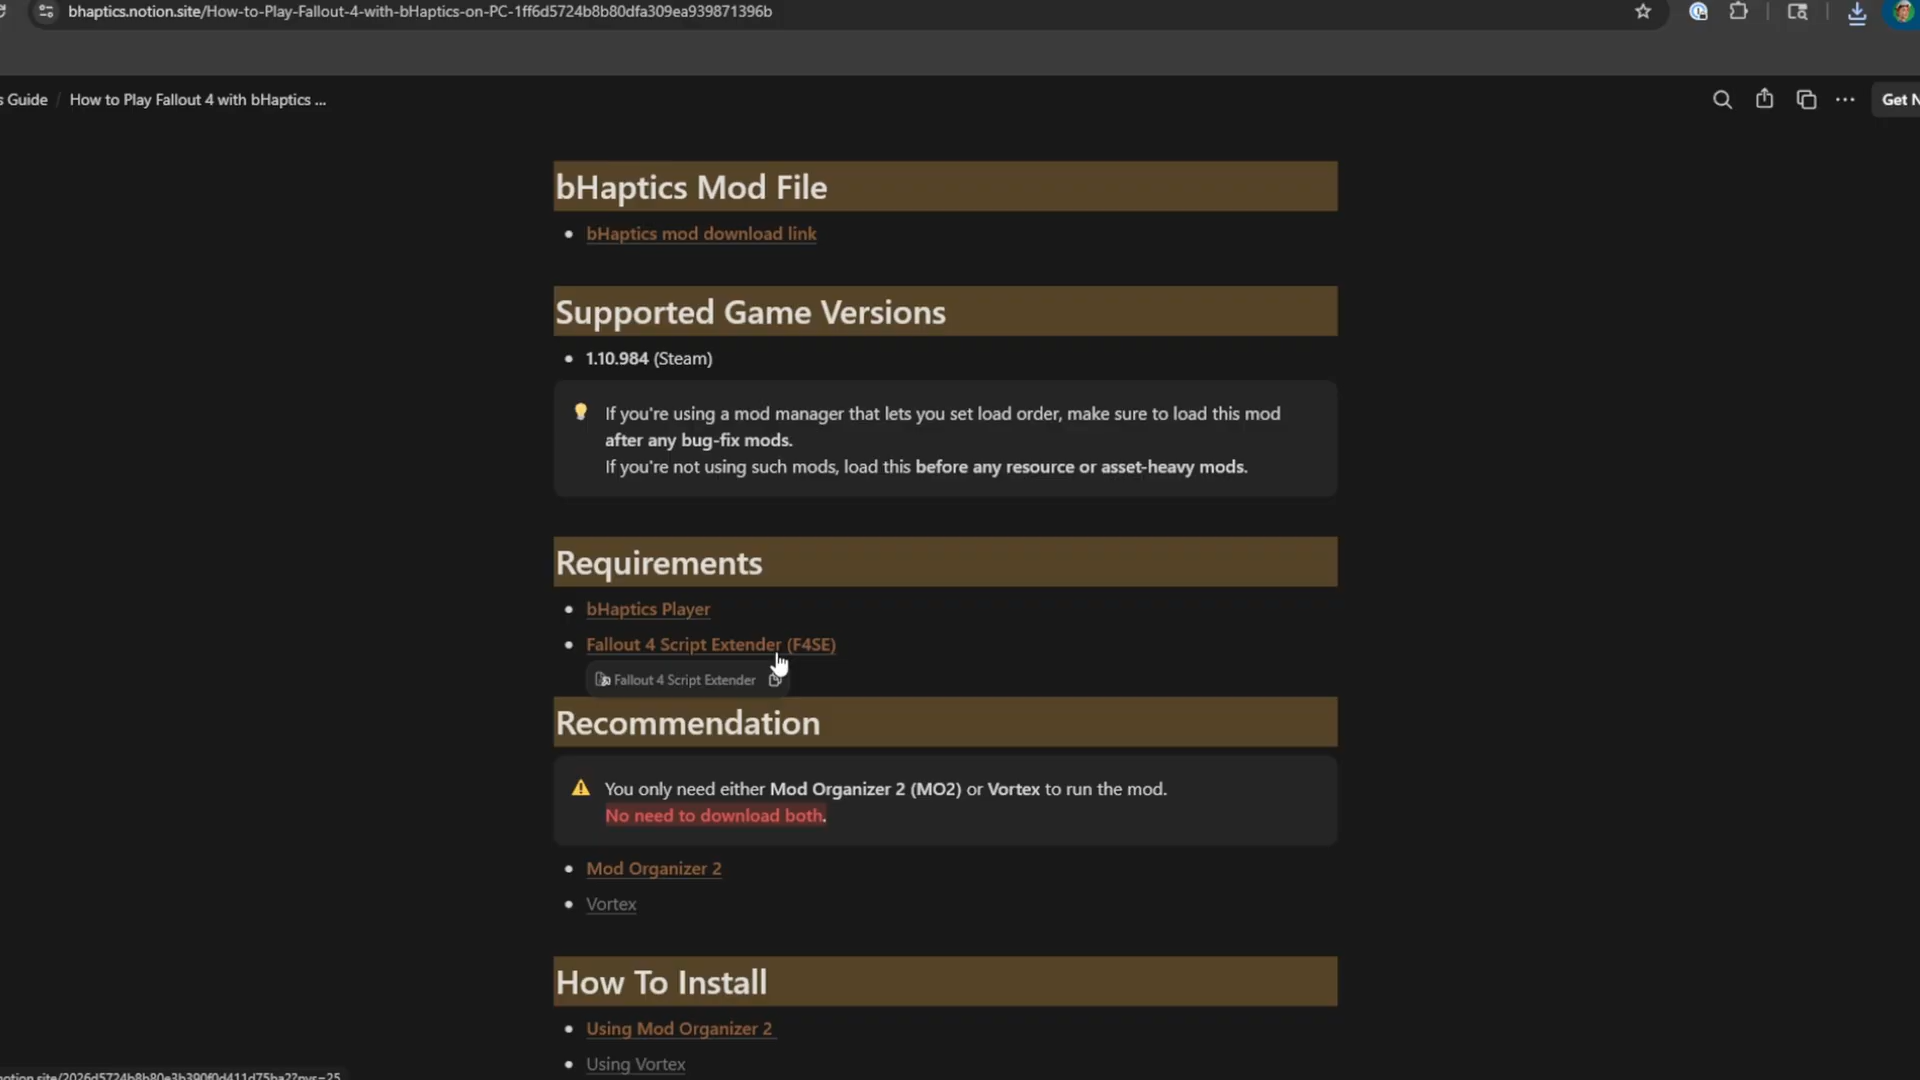 bhaptics.notion.site/How-to-Play-Fallout-4-with-bHaptics-on-PC-1ff6d5724b8b80dfa309ea939871396b
s Guide / How to Play Fallout 4 with bHaptics ...
Get N
bHaptics Mod File
• bHaptics mod download link
Supported Game Versions
• 1.10.984 (Steam)
If you're using a mod manager that lets you set load order, make sure to load this mod
after any bug-fix mods.
If you're not using such mods, load this before any resource or asset-heavy mods.
Requirements
• bHaptics Player
• Fallout 4 Script Extender (F4SE)
Fallout 4 Script Extender
Recommendation
You only need either Mod Organizer 2 (MO2) or Vortex to run the mod.
No need to download both.
• Mod Organizer 2
• Vortex
How To Install
• Using Mod Organizer 2
• Using Vortex